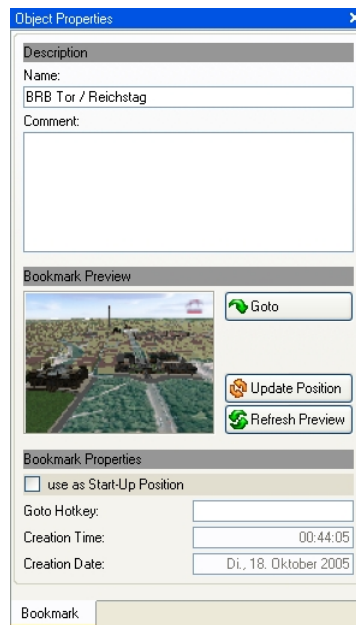 Object Properties
Description
Name:
BRB Tor / Reichstag
Comment:
Bookmark Preview
Goto
Update Position
Refresh Preview
Bookmark Properties
use as Start-Up Position
Goto Hotkey:
Creation Time: 00:44:05
Creation Date: Di., 18. Oktober 2005
Bookmark